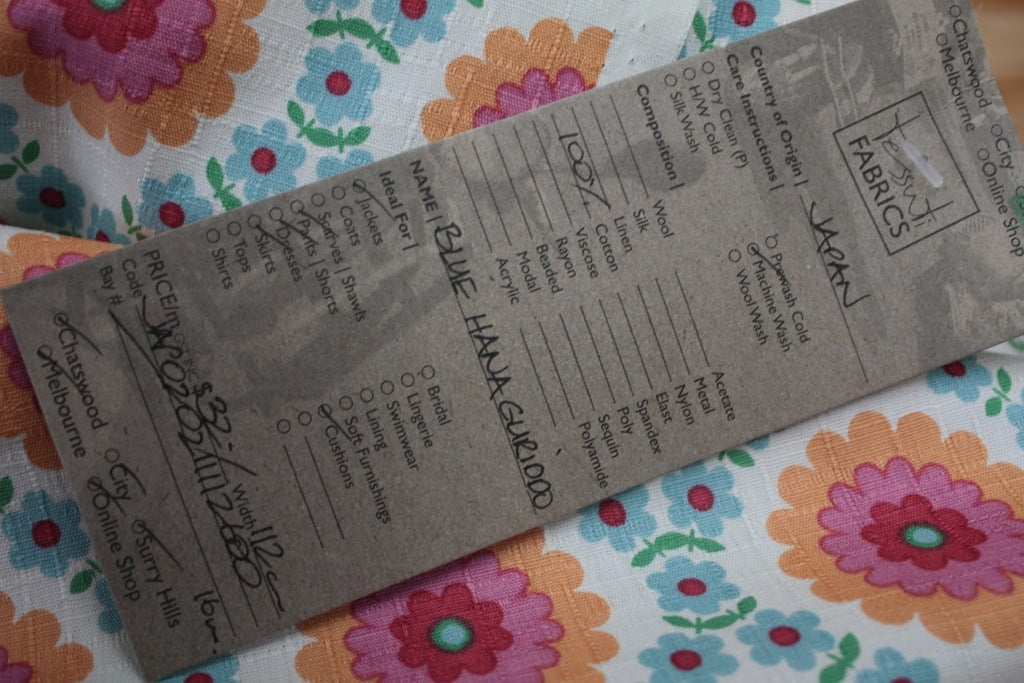 Chatswood
Melbourne
City
Online Shop
Tessuti
FABRICS
Country of Origin | JAPAN
Care Instructions |
Dry Clean (P)
H/W Cold
Silk Wash
Prewash Cold
Machine Wash
Wool Wash
Composition |
Wool
Silk
Linen
100% Cotton
Viscose
Rayon
Beaded
Modal
Acrylic
Acetate
Metal
Nylon
Elast
Spandex
Poly
Sequin
Polyamide
NAME | BLUE HANAGURIDOO
Ideal For |
Jackets
Coats
Scarves | Shawls
Pants | Shorts
Dresses
Skirts
Tops
Shirts
Bridal
Lingerie
Swimwear
Lining
Soft Furnishings
Cushions
PRICE
$32/-
Width 112cm
Code
Bay #
Chatswood
Melbourne
City
Online Shop
Surry Hills